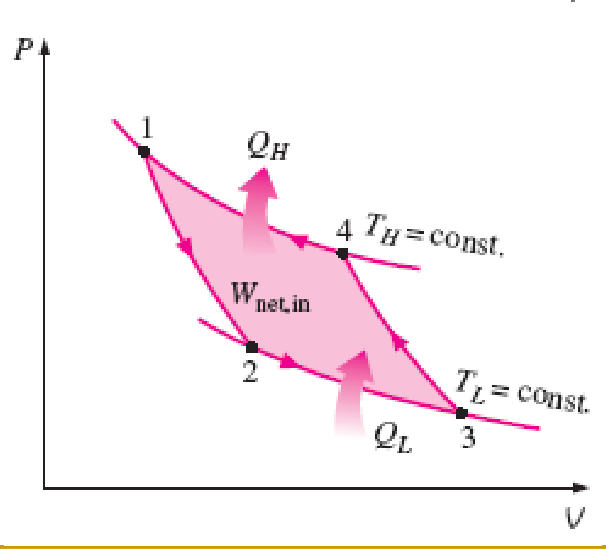 P
1
Q_H
4
T_H = const.
W_net,in
2
T_L = const.
Q_L
3
V